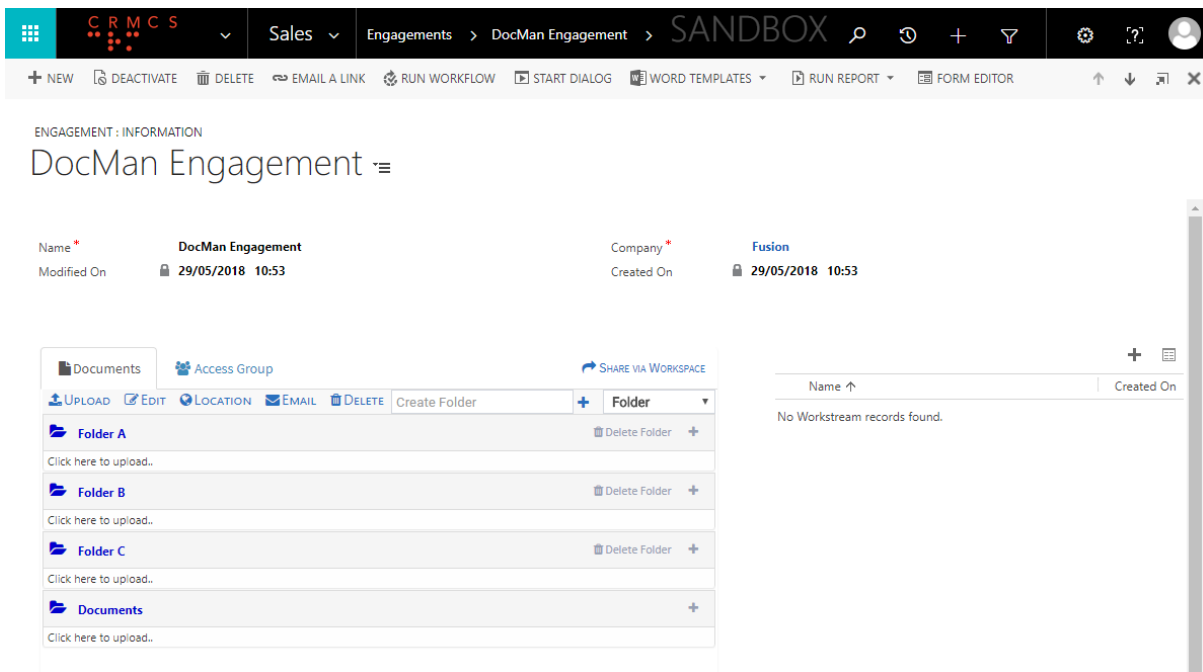 CRMCS Sales Engagements > DocMan Engagement > SANDBOX [?]
NEW DEACTIVATE DELETE EMAIL A LINK RUN WORKFLOW START DIALOG WORD TEMPLATES RUN REPORT FORM EDITOR
ENGAGEMENT : INFORMATION
DocMan Engagement
Name * DocMan Engagement Company * Fusion
Modified On 29/05/2018 10:53 Created On 29/05/2018 10:53
Documents Access Group SHARE VIA WORKSPACE
UPLOAD EDIT LOCATION EMAIL DELETE Create Folder Folder
Folder A Delete Folder
Click here to upload..
Folder B Delete Folder
Click here to upload..
Folder C Delete Folder
Click here to upload..
Documents
Click here to upload..
Name Created On
No Workstream records found.